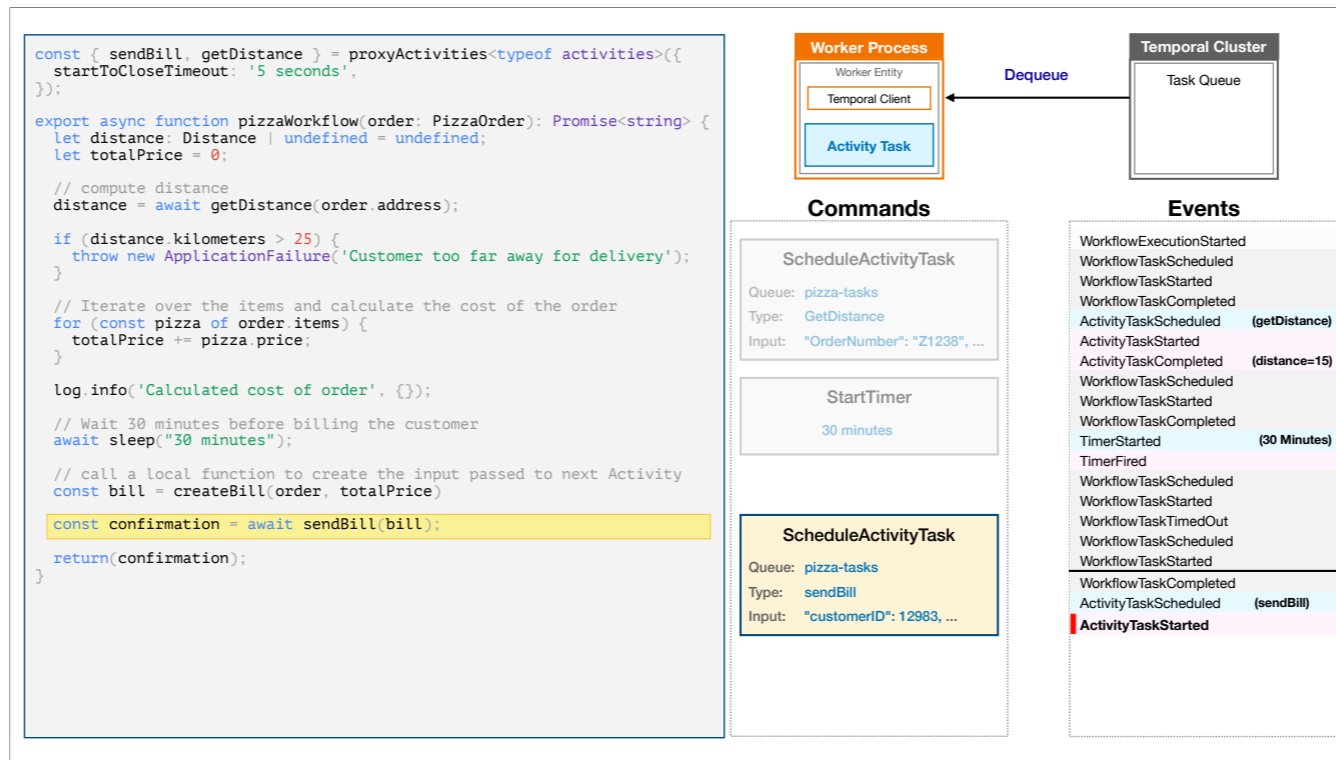 const { sendBill, getDistance } = proxyActivities<typeof activities>({
  startToCloseTimeout: '5 seconds',
});
export async function pizzaWorkflow(order: PizzaOrder): Promise<string> {
  let distance: Distance | undefined = undefined;
  let totalPrice = 0;
  // compute distance
  distance = await getDistance(order.address);
  if (distance.kilometers > 25) {
    throw new ApplicationFailure('Customer too far away for delivery');
  }
  // Iterate over the items and calculate the cost of the order
  for (const pizza of order.items) {
    totalPrice += pizza.price;
  }
  log.info('Calculated cost of order', {});
  // Wait 30 minutes before billing the customer
  await sleep("30 minutes");
  // call a local function to create the input passed to next Activity
  const bill = createBill(order, totalPrice)
  const confirmation = await sendBill(bill);
  return(confirmation);
}
Worker Process
Worker Entity
Temporal Client
Activity Task
Dequeue
Temporal Cluster
Task Queue
Commands
ScheduleActivityTask
Queue: pizza-tasks
Type: GetDistance
Input: "OrderNumber": "Z1238", ...
StartTimer
30 minutes
ScheduleActivityTask
Queue: pizza-tasks
Type: sendBill
Input: "customerID": 12983, ...
Events
WorkflowExecutionStarted
WorkflowTaskScheduled
WorkflowTaskStarted
WorkflowTaskCompleted
ActivityTaskScheduled (getDistance)
ActivityTaskStarted
ActivityTaskCompleted (distance=15)
WorkflowTaskScheduled
WorkflowTaskStarted
WorkflowTaskCompleted
TimerStarted (30 Minutes)
TimerFired
WorkflowTaskScheduled
WorkflowTaskStarted
WorkflowTaskTimedOut
WorkflowTaskScheduled
WorkflowTaskStarted
WorkflowTaskCompleted
ActivityTaskScheduled (sendBill)
ActivityTaskStarted